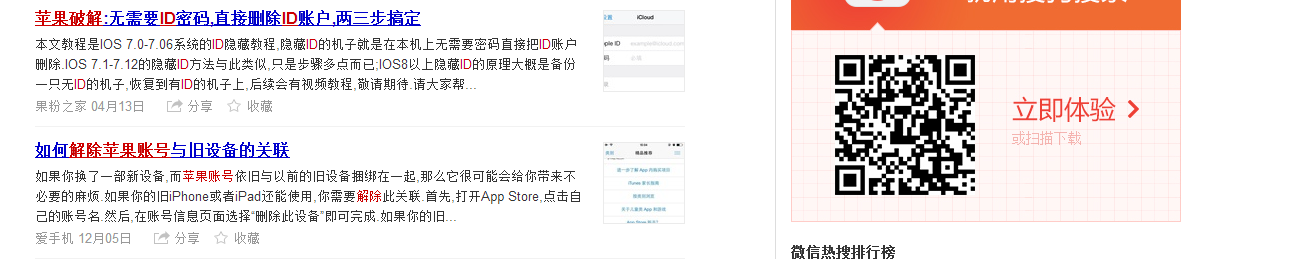 苹果破解:无需要ID密码,直接删除ID账户,两三步搞定
本文教程是IOS 7.0-7.06系统的ID隐藏教程,隐藏ID的机子就是在本机上无需要密码直接把ID账户
删除.IOS 7.1-7.12的隐藏ID方法与此类似,只是步骤多点而已;IOS8以上隐藏ID的原理大概是备份
一只无ID的机子,恢复到有ID的机子上,后续会有视频教程,敬请期待.请大家帮...
果粉之家 04月13日 分享 收藏
iCloud
如何解除苹果账号与旧设备的关联
如果你换了一部新设备,而苹果账号依旧与以前的旧设备捆绑在一起,那么它很可能会给你带来不
必要的麻烦.如果你的旧iPhone或者iPad还能使用,你需要解除此关联.首先,打开App Store,点击自
己的账号名.然后,在账号信息页面选择“删除此设备”即可完成.如果你的旧...
爱手机 12月05日 分享 收藏
立即体验
或扫描下载
微信热搜排行榜